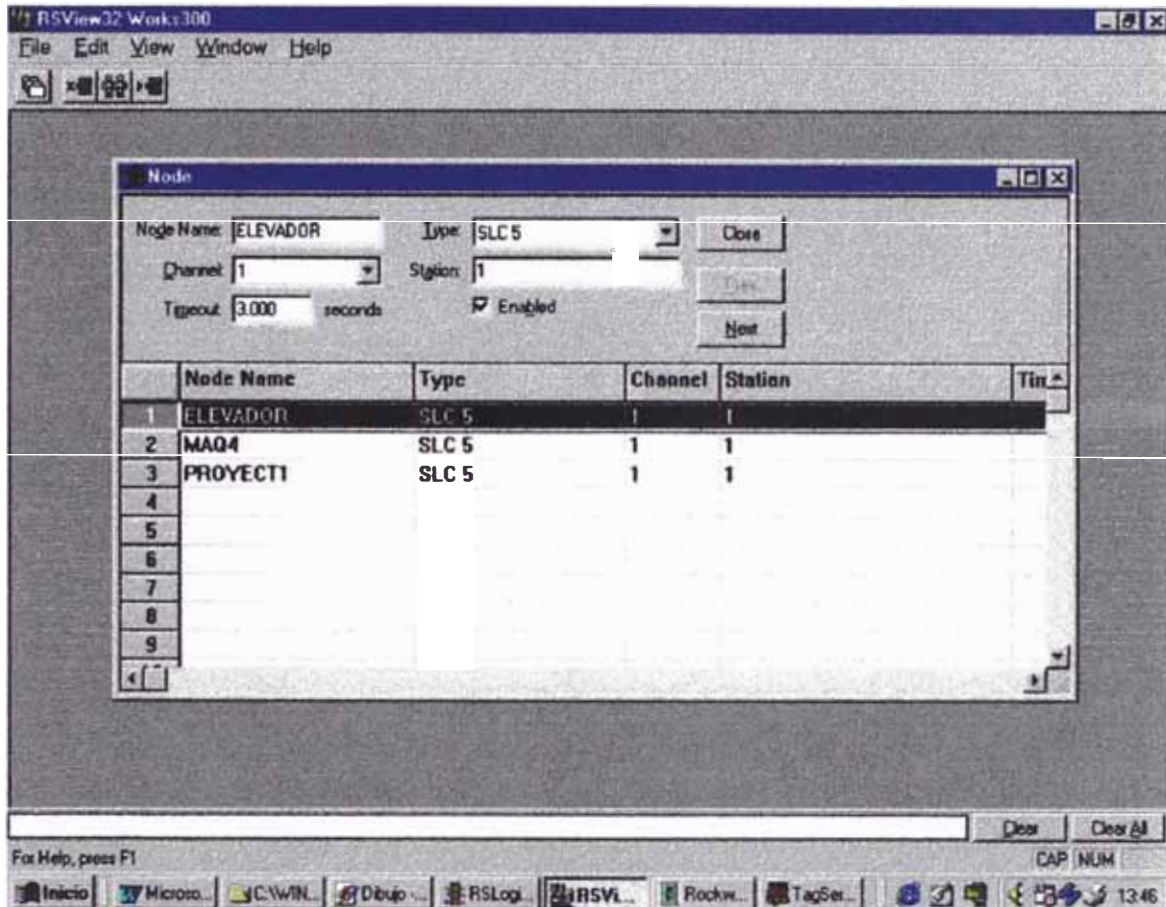 RSView32 Works300
File Edit View Window Help
Node
Node Name: ELEVADOR Type: SLC 5 Close
Channel: 1 Station: 1
Timeout: 3.000 seconds Enabled
Next
Node Name Type Channel Station Tim
1 ELEVADOR SLC 5 1 1
2 MAQ4 SLC 5 1 1
3 PROYECT1 SLC 5 1 1
4
5
6
7
8
9
Clear Clear All
For Help, press F1 CAP NUM
Inicio Microso... C:\WIN... Dibujo -... RSLogi... RSVi... Rockw... TagSer... 13:46